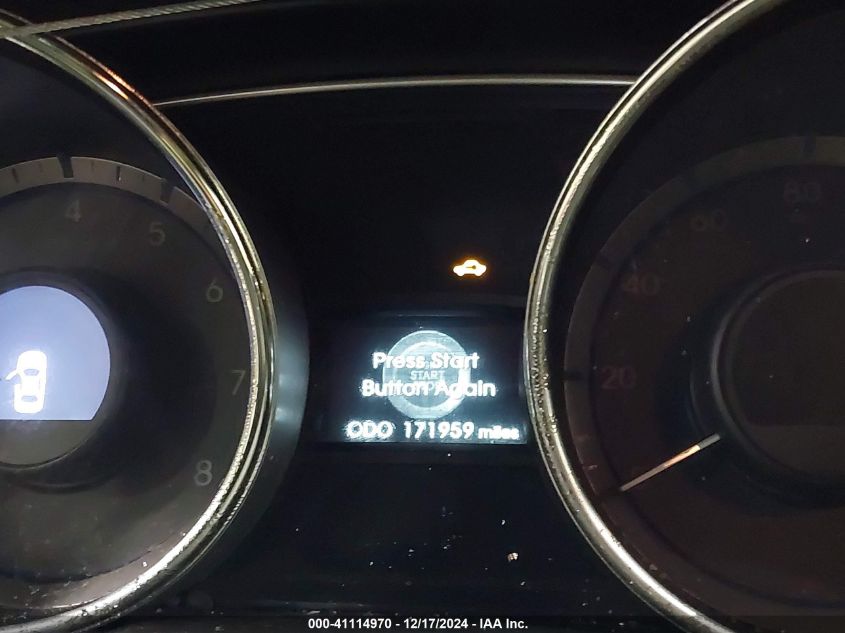 4
5
6
7
8
Press Start
START
Button Again
ODO 171959 miles
20
40
60
80
000-41114970 - 12/17/2024 - IAA Inc.